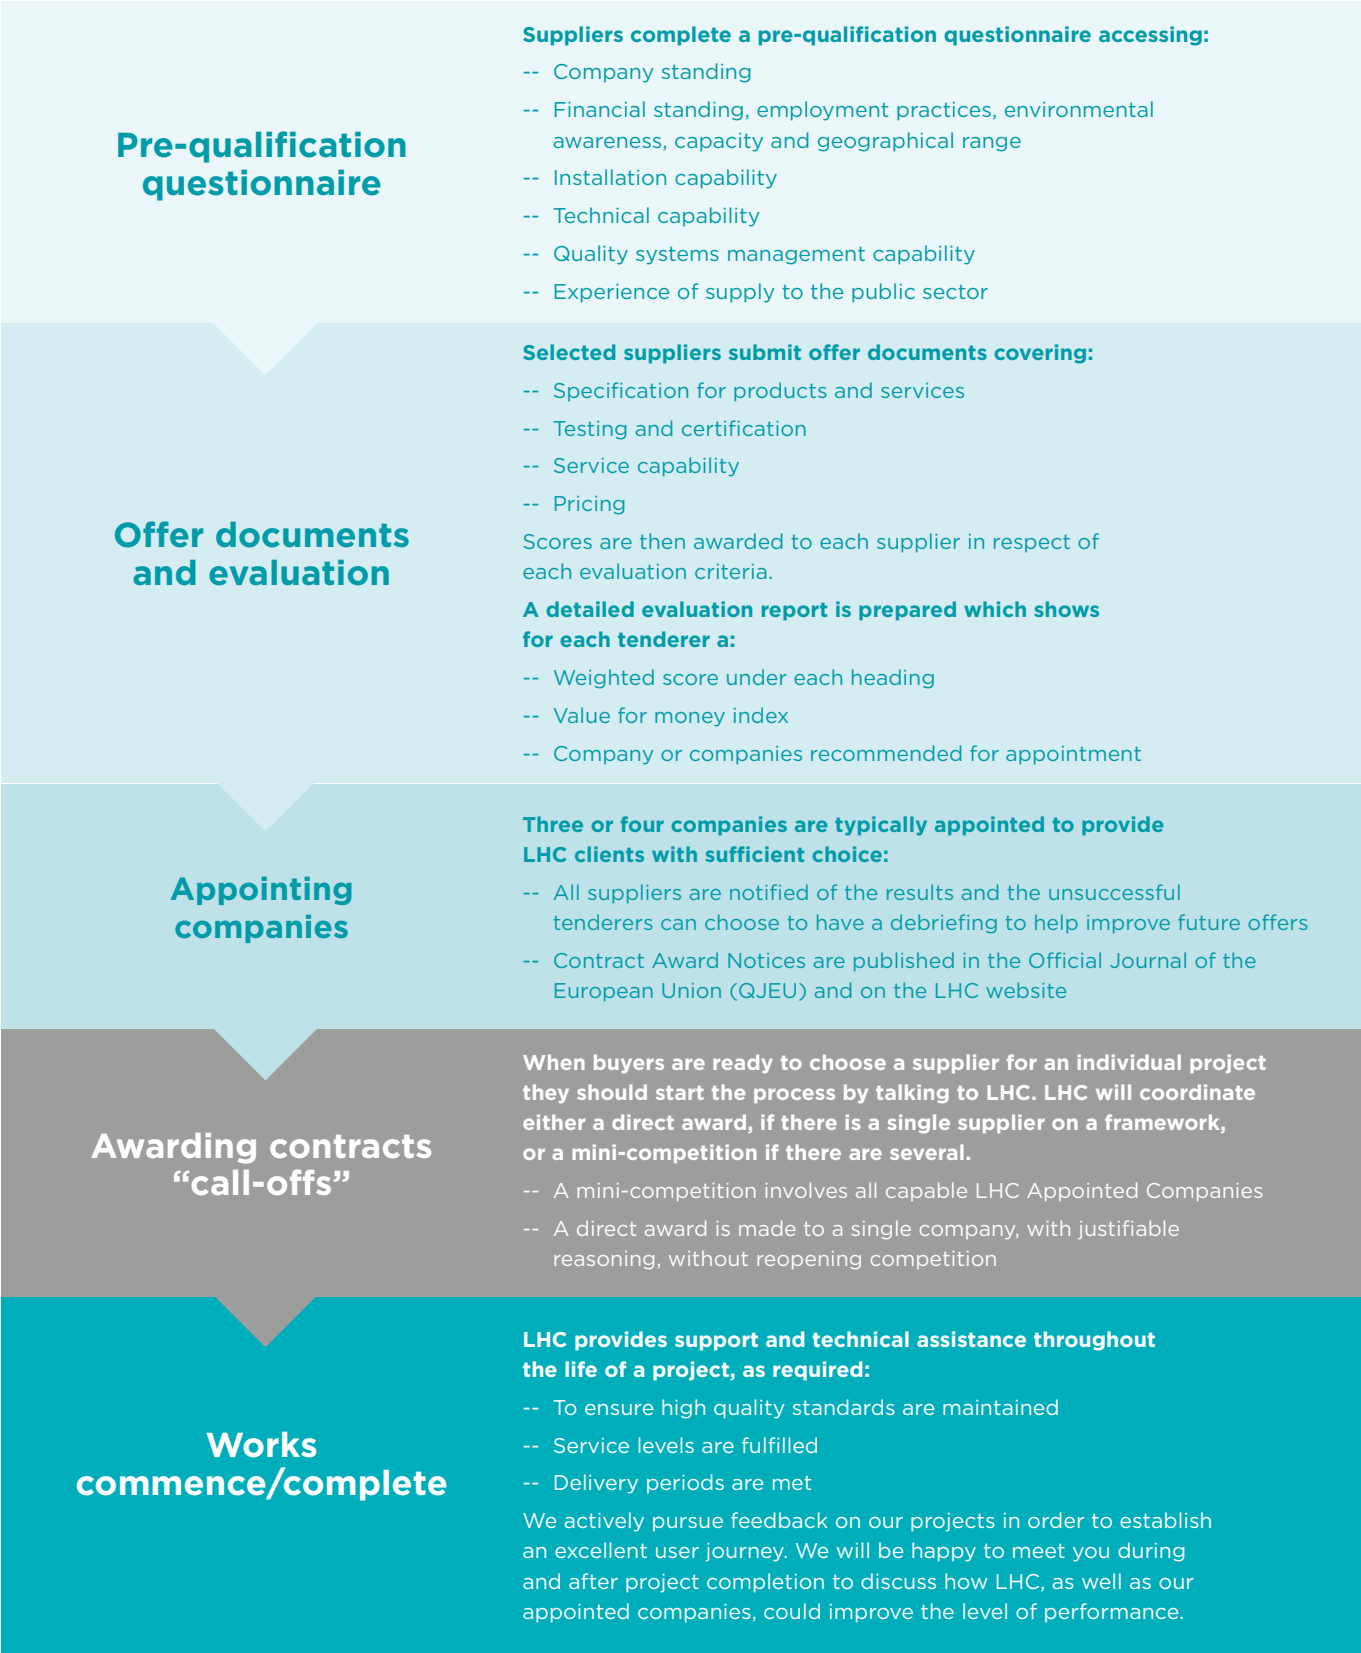 Pre-qualification
questionnaire
Suppliers complete a pre-qualification questionnaire accessing:
-- Company standing
-- Financial standing, employment practices, environmental
awareness, capacity and geographical range
-- Installation capability
-- Technical capability
-- Quality systems management capability
-- Experience of supply to the public sector
Offer documents
and evaluation
Selected suppliers submit offer documents covering:
-- Specification for products and services
-- Testing and certification
-- Service capability
-- Pricing
Scores are then awarded to each supplier in respect of
each evaluation criteria.
A detailed evaluation report is prepared which shows
for each tenderer a:
-- Weighted score under each heading
-- Value for money index
-- Company or companies recommended for appointment
Appointing
companies
Three or four companies are typically appointed to provide
LHC clients with sufficient choice:
-- All suppliers are notified of the results and the unsuccessful
tenderers can choose to have a debriefing to help improve future offers
-- Contract Award Notices are published in the Official Journal of the
European Union (QJEU) and on the LHC website
Awarding contracts
“call-offs”
When buyers are ready to choose a supplier for an individual project
they should start the process by talking to LHC. LHC will coordinate
either a direct award, if there is a single supplier on a framework,
or a mini-competition if there are several.
-- A mini-competition involves all capable LHC Appointed Companies
-- A direct award is made to a single company, with justifiable
reasoning, without reopening competition
Works
commence/complete
LHC provides support and technical assistance throughout
the life of a project, as required:
-- To ensure high quality standards are maintained
-- Service levels are fulfilled
-- Delivery periods are met
We actively pursue feedback on our projects in order to establish
an excellent user journey. We will be happy to meet you during
and after project completion to discuss how LHC, as well as our
appointed companies, could improve the level of performance.